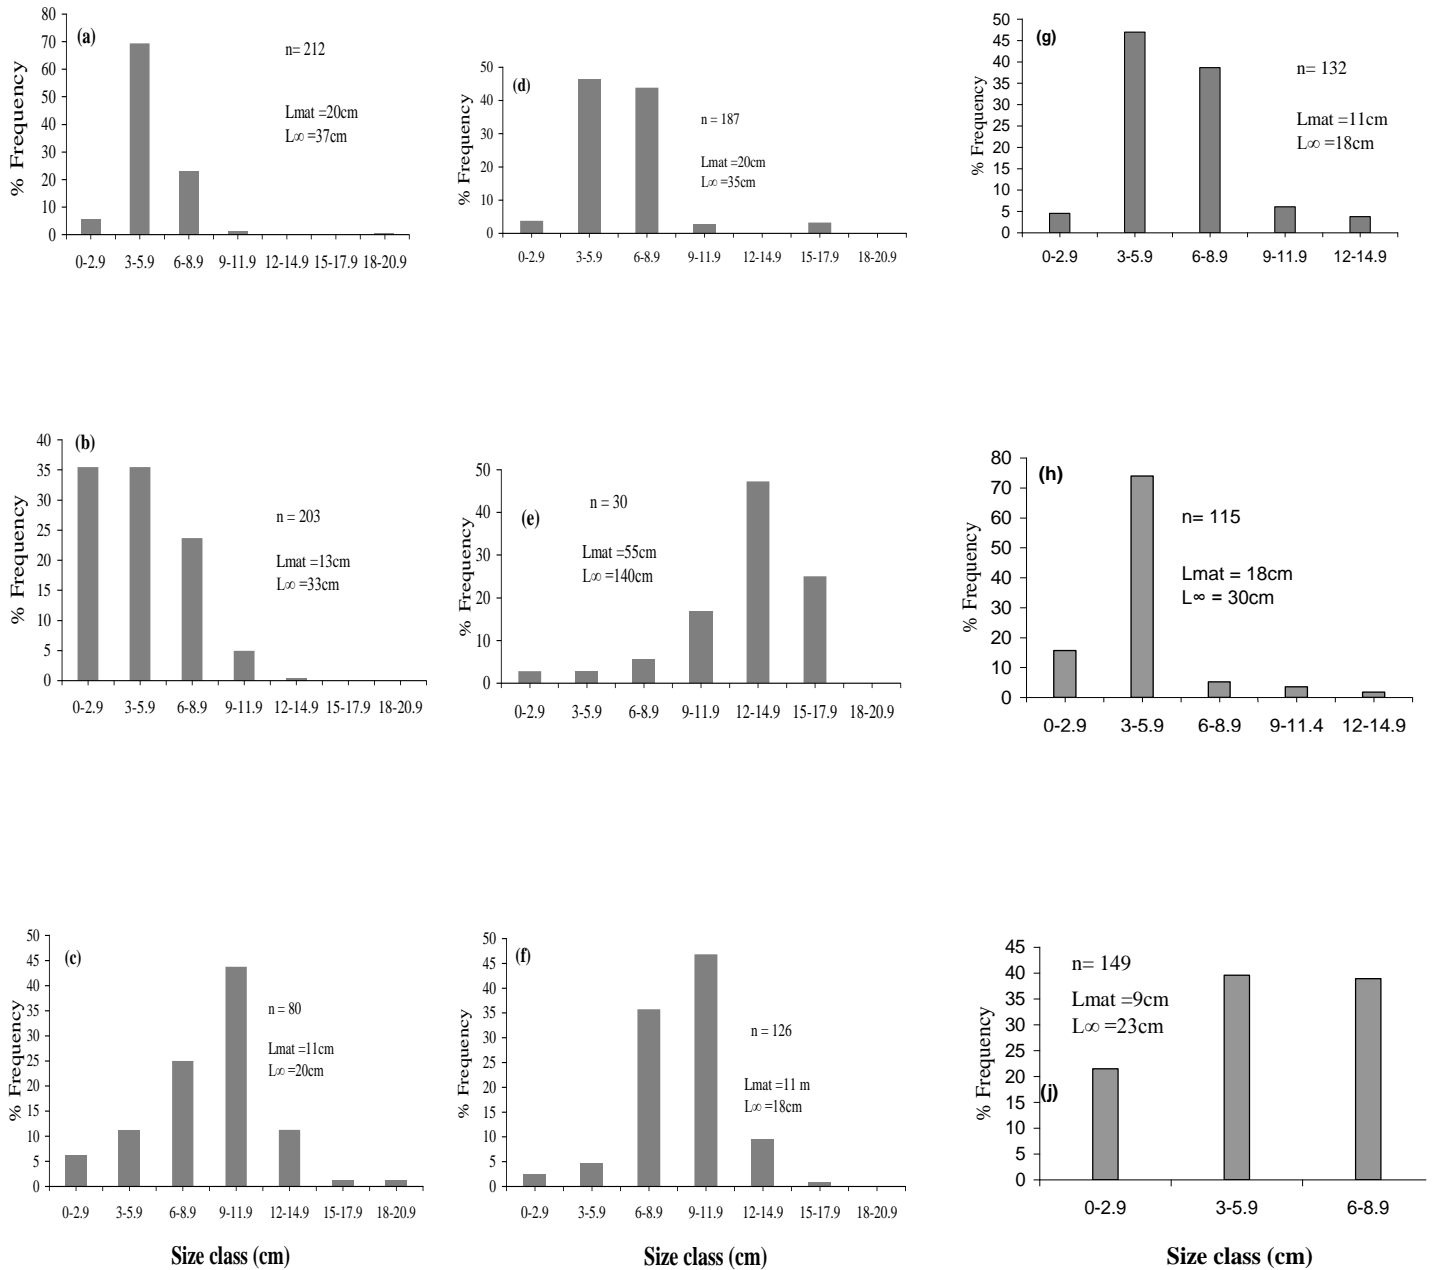 (a)
n= 212
Lmat =20cm
L∞ =37cm
% Frequency
80
70
60
50
40
30
20
10
0
0-2.9 3-5.9 6-8.9 9-11.9 12-14.9 15-17.9 18-20.9
(d)
n = 187
Lmat =20cm
L∞ =35cm
% Frequency
50
40
30
20
10
0
0-2.9 3-5.9 6-8.9 9-11.9 12-14.9 15-17.9 18-20.9
(g)
n= 132
Lmat =11cm
L∞ =18cm
% Frequency
50
45
40
35
30
25
20
15
10
5
0
0-2.9 3-5.9 6-8.9 9-11.9 12-14.9
(b)
n = 203
Lmat =13cm
L∞ =33cm
% Frequency
40
35
30
25
20
15
10
5
0
0-2.9 3-5.9 6-8.9 9-11.9 12-14.9 15-17.9 18-20.9
(e)
n = 30
Lmat =55cm
L∞ =140cm
% Frequency
50
40
30
20
10
0
0-2.9 3-5.9 6-8.9 9-11.9 12-14.9 15-17.9 18-20.9
(h)
n= 115
Lmat = 18cm
L∞ = 30cm
% Frequency
80
70
60
50
40
30
20
10
0
0-2.9 3-5.9 6-8.9 9-11.4 12-14.9
(c)
n = 80
Lmat =11cm
L∞ =20cm
% Frequency
50
45
40
35
30
25
20
15
10
5
0
0-2.9 3-5.9 6-8.9 9-11.9 12-14.9 15-17.9 18-20.9
Size class (cm)
(f)
n = 126
Lmat =11 m
L∞ =18cm
% Frequency
50
45
40
35
30
25
20
15
10
5
0
0-2.9 3-5.9 6-8.9 9-11.9 12-14.9 15-17.9 18-20.9
Size class (cm)
n= 149
Lmat =9cm
L∞ =23cm
(j)
% Frequency
45
40
35
30
25
20
15
10
5
0
0-2.9 3-5.9 6-8.9
Size class (cm)